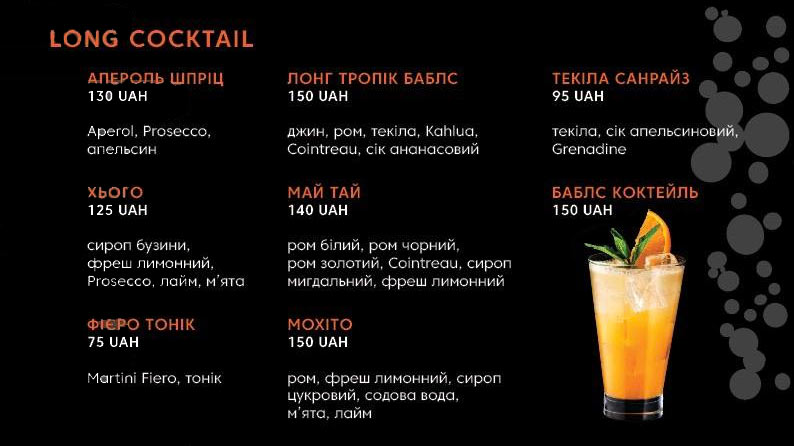 LONG COCKTAIL
АПЕРОЛЬ ШПРІЦ
130 UAH
Aperol, Prosecco,
апельсин
ХЬЮГО
125 UAH
сироп бузини,
фреш лимонний,
Prosecco, лайм, м'ята
ФІЄРО ТОНІК
75 UAH
Martini Fiero, тонік
ЛОНГ ТРОПІК БАБЛС
150 UAH
джин, ром, текіла, Kahlua,
Cointreau, сік ананасовий
МАЙ ТАЙ
140 UAH
ром білий, ром чорний,
ром золотий, Cointreau, сироп
мигдальний, фреш лимонний
МОХІТО
150 UAH
ром, фреш лимонний, сироп
цукровий, содова вода,
м'ята, лайм
ТЕКІЛА САНРАЙЗ
95 UAH
текіла, сік апельсиновий,
Grenadine
БАБЛС КОКТЕЙЛЬ
150 UAH